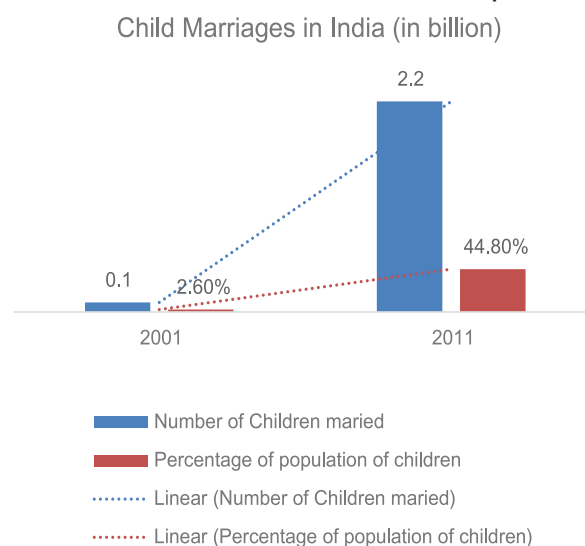 Child Marriages in India (in billion)
2.2
44.80%
0.1
2.60%
2001
2011
Number of Children maried
Percentage of population of children
Linear (Number of Children maried)
Linear (Percentage of population of children)